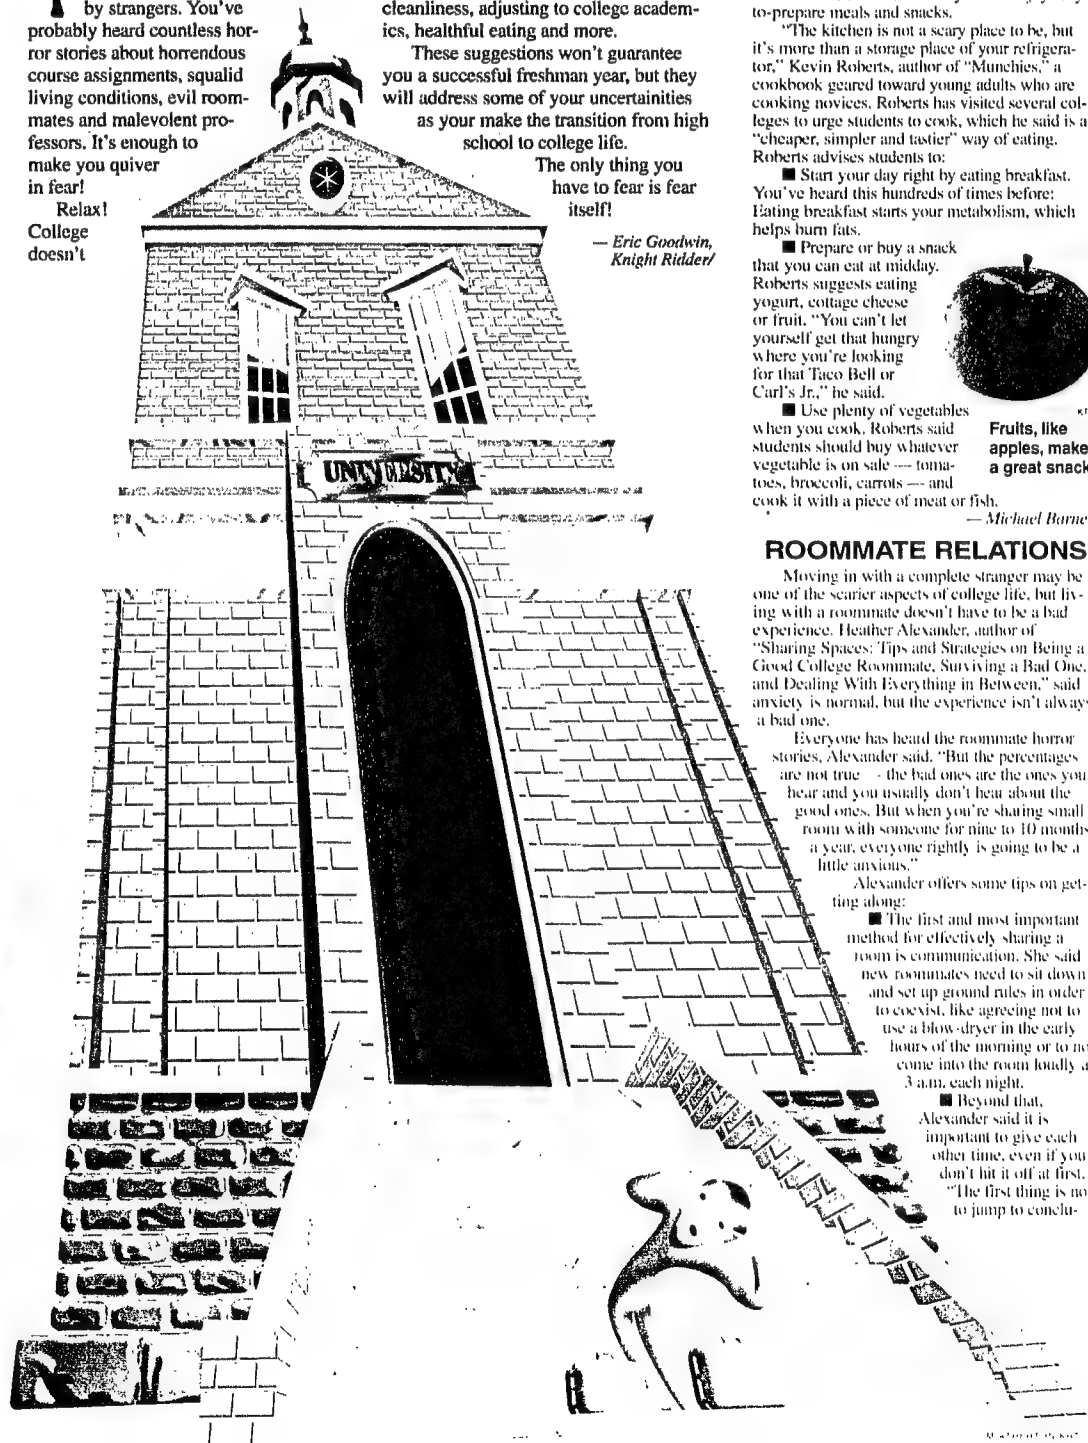 by strangers. You've
probably heard countless hor-
ror stories about horrendous
course assignments, squalid
living conditions, evil room-
mates and malevolent pro-
fessors. It's enough to
make you quiver
in fear!
Relax!
College
doesn't
cleanliness, adjusting to college academ-
ics, healthful eating and more.
These suggestions won't guarantee
you a successful freshman year, but they
will address some of your uncertainities
as your make the transition from high
school to college life.
The only thing you
have to fear is fear
itself!
— Eric Goodwin,
Knight Ridder/
UNIVERSITY
to-prepare meals and snacks.
"The kitchen is not a scary place to be, but
it's more than a storage place of your refrigera-
tor," Kevin Roberts, author of "Munchies," a
cookbook geared toward young adults who are
cooking novices. Roberts has visited several col-
leges to urge students to cook, which he said is a
"cheaper, simpler and tastier" way of eating.
Roberts advises students to:
■ Start your day right by eating breakfast.
You've heard this hundreds of times before:
Eating breakfast starts your metabolism, which
helps burn fats.
■ Prepare or buy a snack
that you can eat at midday.
Roberts suggests eating
yogurt, cottage cheese
or fruit. "You can't let
yourself get that hungry
where you're looking
for that Taco Bell or
Carl's Jr.," he said.
■ Use plenty of vegetables
when you cook. Roberts said
students should buy whatever
vegetable is on sale — toma-
toes, broccoli, carrots — and
cook it with a piece of meat or fish.
— Michael Barne
Fruits, like
apples, make
a great snack
ROOMMATE RELATIONS
Moving in with a complete stranger may be
one of the scarier aspects of college life, but liv-
ing with a roommate doesn't have to be a bad
experience. Heather Alexander, author of
"Sharing Spaces: Tips and Strategies on Being a
Good College Roommate, Surviving a Bad One,
and Dealing With Everything in Between," said
anxiety is normal, but the experience isn't always
a bad one.
Everyone has heard the roommate horror
stories, Alexander said. "But the percentages
are not true - the bad ones are the ones you
hear and you usually don't hear about the
good ones. But when you're sharing small
room with someone for nine to 10 months
a year, everyone rightly is going to be a
little anxious."
Alexander offers some tips on get-
ting along:
■ The first and most important
method for effectively sharing a
room is communication. She said
new roommates need to sit down
and set up ground rules in order
to coexist, like agreeing not to
use a blow-dryer in the early
hours of the morning or to no
come into the room loudly a
3 a.m. each night.
■ Beyond that,
Alexander said it is
important to give each
other time, even if you
don't hit it off at first.
"The first thing is no
to jump to conclu-